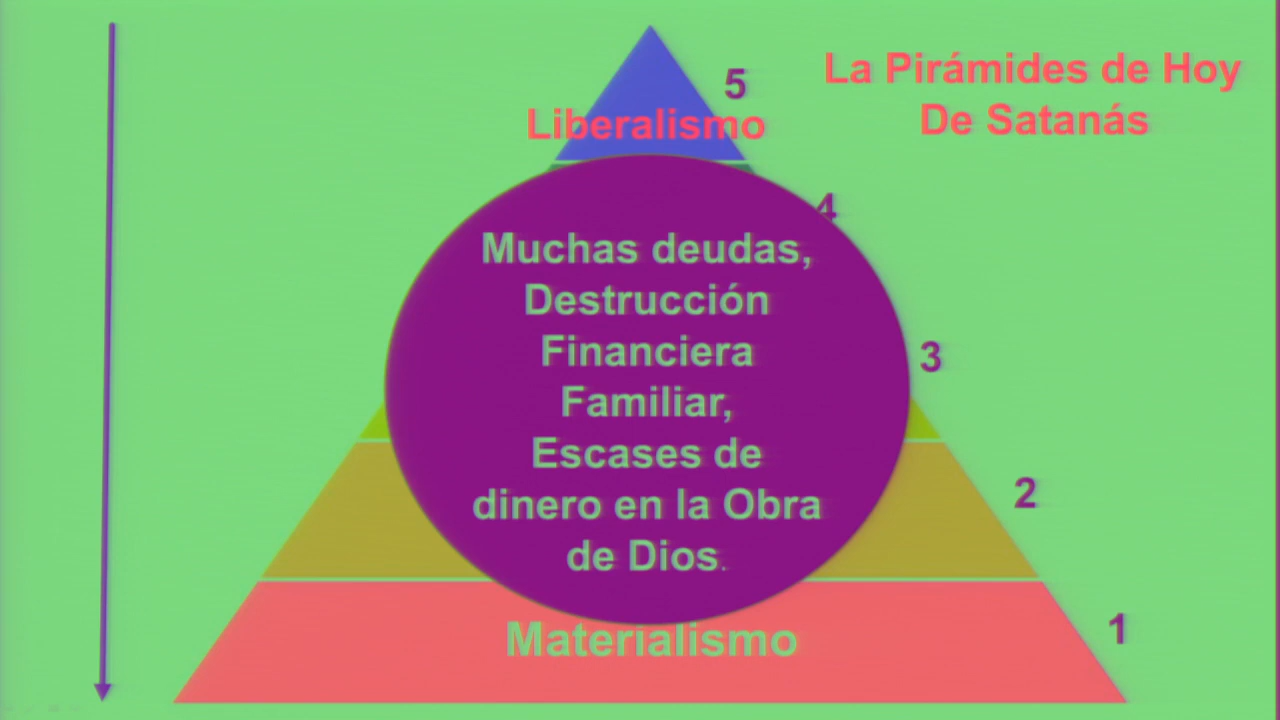 La Pirámides de Hoy
De Satanás
5
Liberalismo
4
Muchas deudas,
Destrucción
Financiera
Familiar,
Escases de
dinero en la Obra
de Dios.
3
2
1
Materialismo